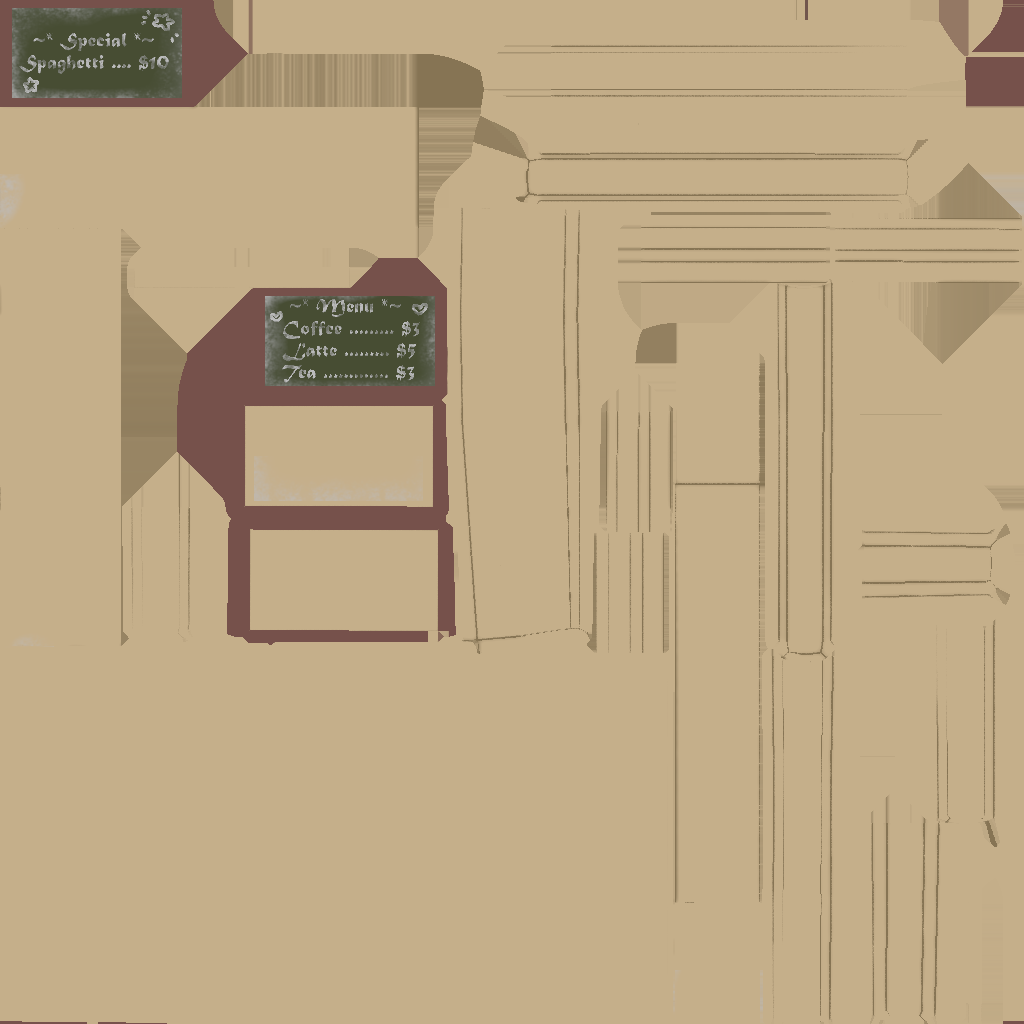 ~* Special *~
Spaghetti .... $10
~* Menu *~
Coffee ......... $3
Latte ......... $5
Tea ............. $3